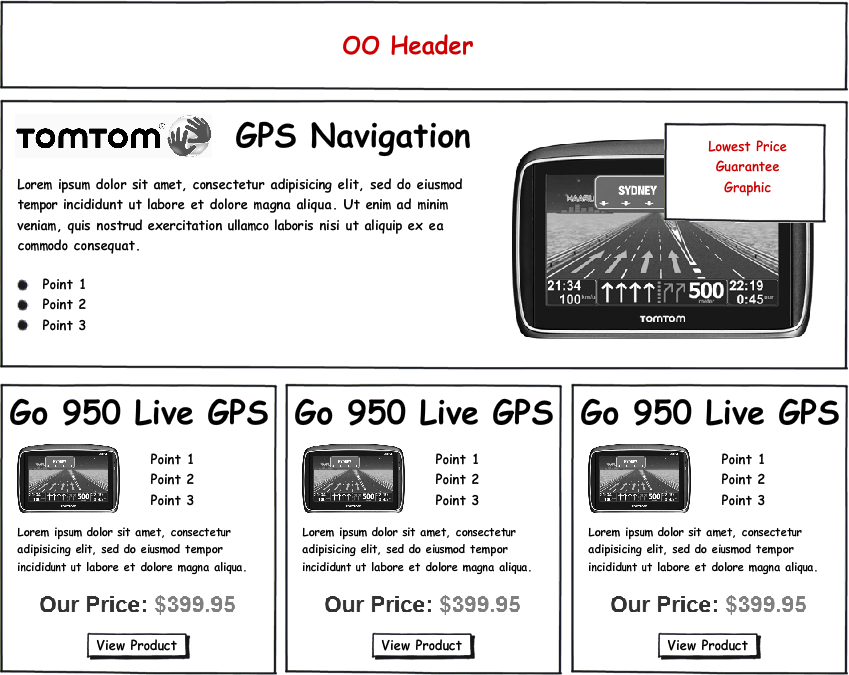 OO Header
TOMTOM GPS Navigation
Lowest Price
Guarantee
Graphic
Lorem ipsum dolor sit amet, consectetur adipisicing elit, sed do eiusmod
tempor incididunt ut labore et dolore magna aliqua. Ut enim ad minim
veniam, quis nostrud exercitation ullamco laboris nisi ut aliquip ex ea
commodo consequat.
Point 1
Point 2
Point 3
SYDNEY
21:34
100 km/u
500
meter
22:19
0:45
TOMTOM
Go 950 Live GPS
Point 1
Point 2
Point 3
SYDNEY
500
Lorem ipsum dolor sit amet, consectetur
adipisicing elit, sed do eiusmod tempor
incididunt ut labore et dolore magna aliqua.
Our Price: $399.95
View Product
Go 950 Live GPS
Point 1
Point 2
Point 3
SYDNEY
500
Lorem ipsum dolor sit amet, consectetur
adipisicing elit, sed do eiusmod tempor
incididunt ut labore et dolore magna aliqua.
Our Price: $399.95
View Product
Go 950 Live GPS
Point 1
Point 2
Point 3
SYDNEY
500
Lorem ipsum dolor sit amet, consectetur
adipisicing elit, sed do eiusmod tempor
incididunt ut labore et dolore magna aliqua.
Our Price: $399.95
View Product